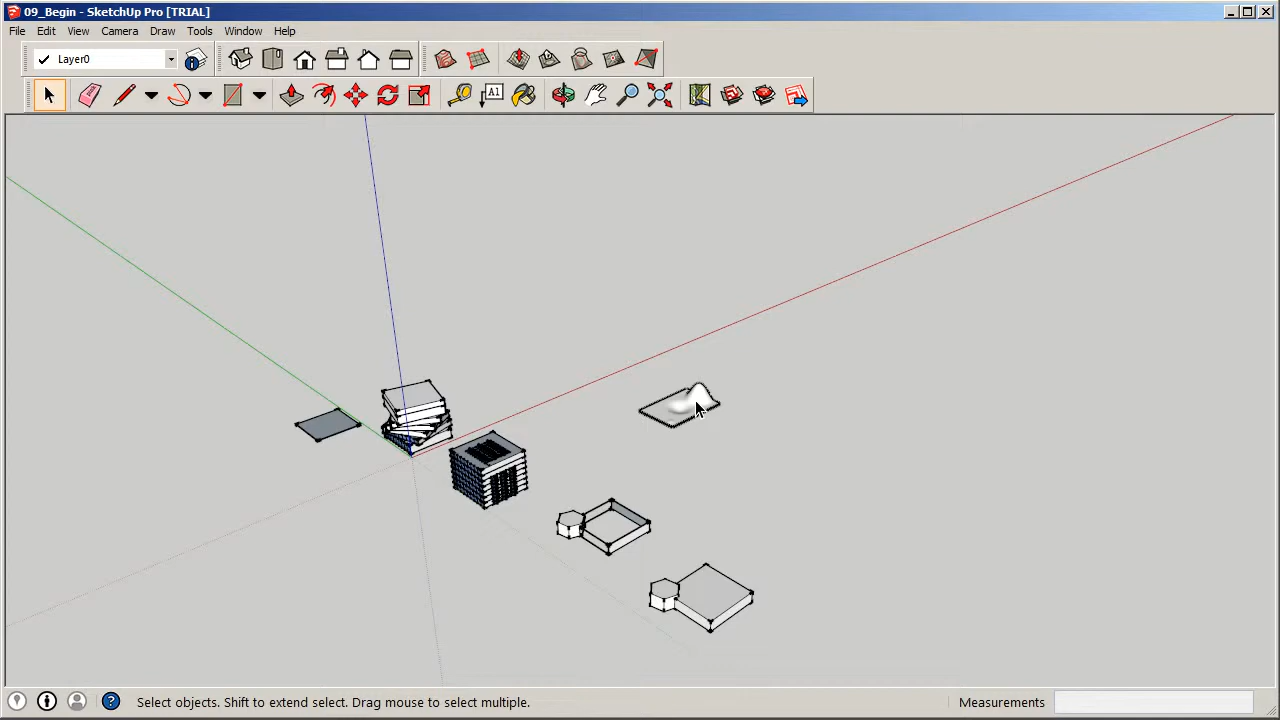 09_Begin - SketchUp Pro [TRIAL]
File Edit View Camera Draw Tools Window Help
Layer0
A1
Select objects. Shift to extend select. Drag mouse to select multiple.
Measurements